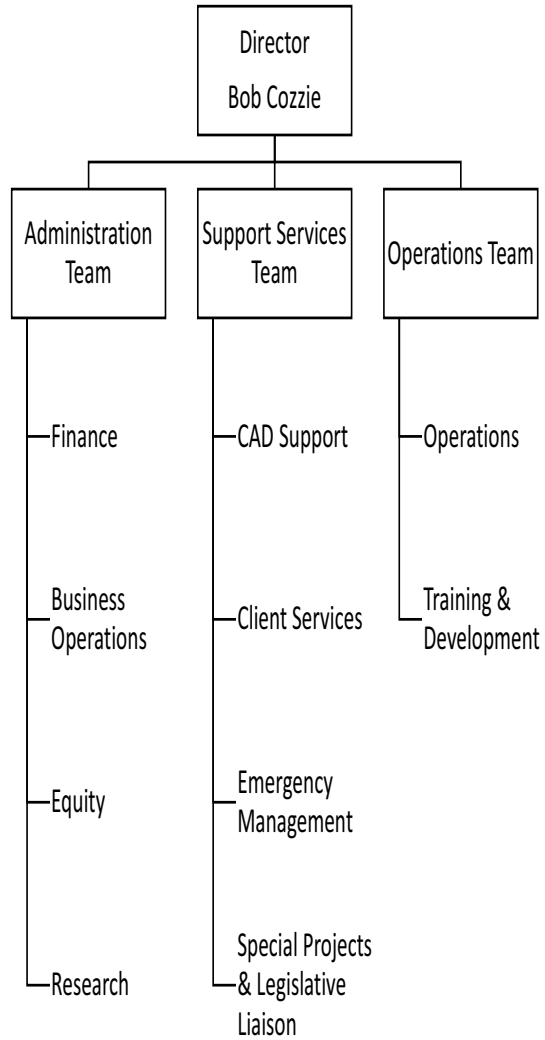 Director
Bob Cozzie
Administration
Team
Support Services
Team
Operations Team
Finance
Business
Operations
Equity
Research
CAD Support
Client Services
Emergency
Management
Special Projects
& Legislative
Liaison
Operations
Training &
Development